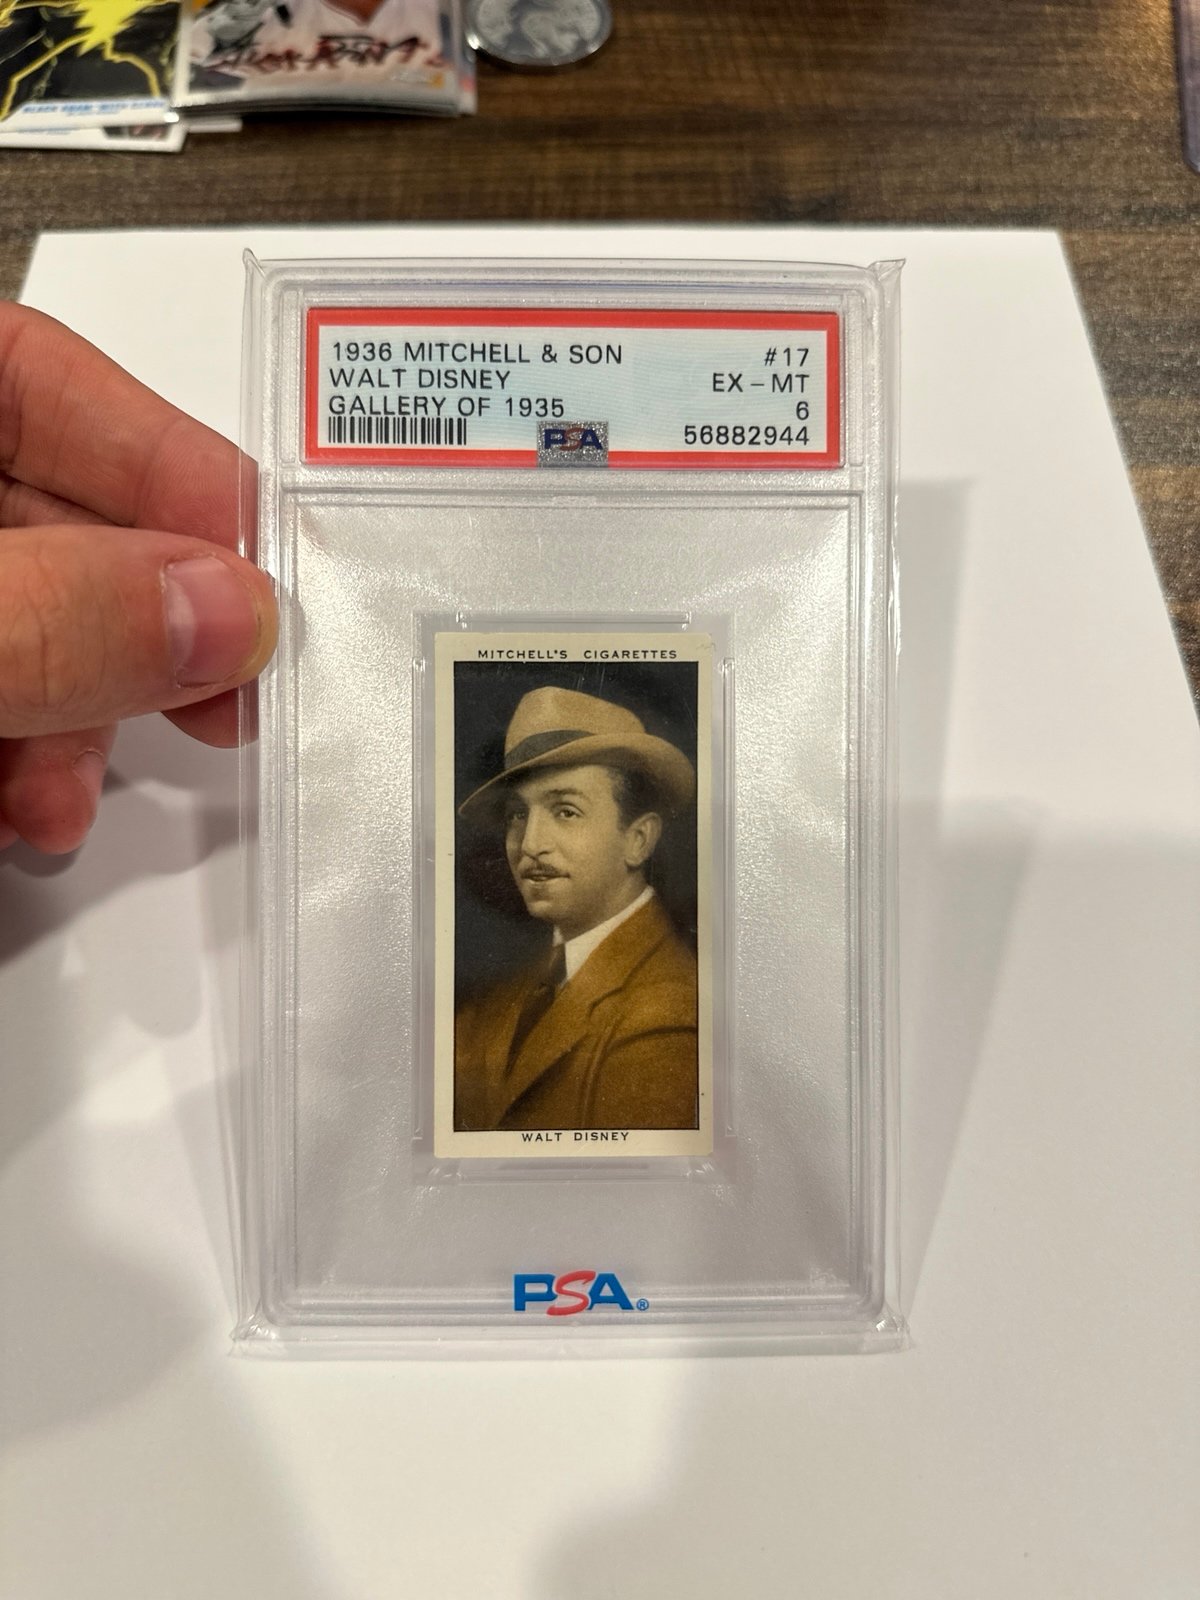 1936 MITCHELL & SON #17
WALT DISNEY EX-MT
GALLERY OF 1935 6
PSA 56882944
MITCHELL'S CIGARETTES
WALT DISNEY
PSA®